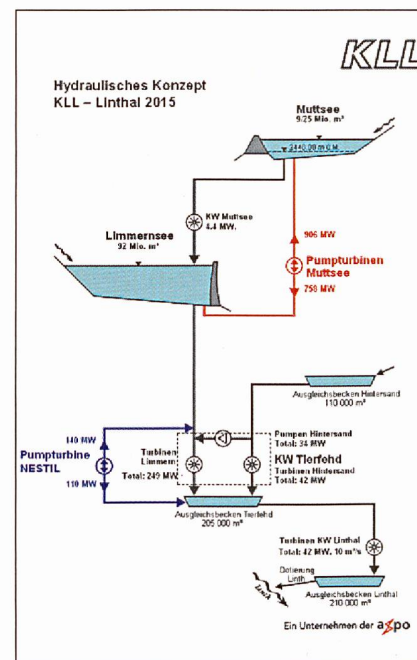 KLL
Hydraulisches Konzept
KLL – Linthal 2015
Muttsee
9.25 Mio. m³
2446.00 m ü.M.
KW Muttsee
4.4 MW.
Limmernsee
92 Mio. m³
906 MW
Pumpturbinen
Muttsee
758 MW
Ausgleichsbecken Hintersand
110 000 m³
Pumpen Hintersand
Total: 34 MW
140 MW
Pumpturbine
NESTIL
110 MW
Turbinen
Limmern
Total: 249 MW
KW Tierfehd
Turbinen Hintersand
Total: 42 MW
Ausgleichsbecken Tierfehd
205 000 m³
Turbinen KW Linthal
Total: 42 MW, 10 m³/s
Dotierung
Linth
Linth
Ausgleichsbecken Linthal
210 000 m³
Ein Unternehmen der axpo